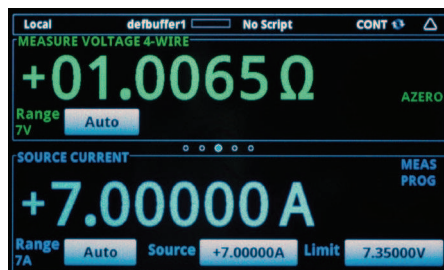 Local defbuffer1 No Script CONT
MEASURE VOLTAGE 4-WIRE
+01.0065 Ω
AZERO
Range Auto
7V
SOURCE CURRENT
MEAS
PROG
+7.00000 A
Range Auto Source +7.00000A Limit 7.35000V
7A